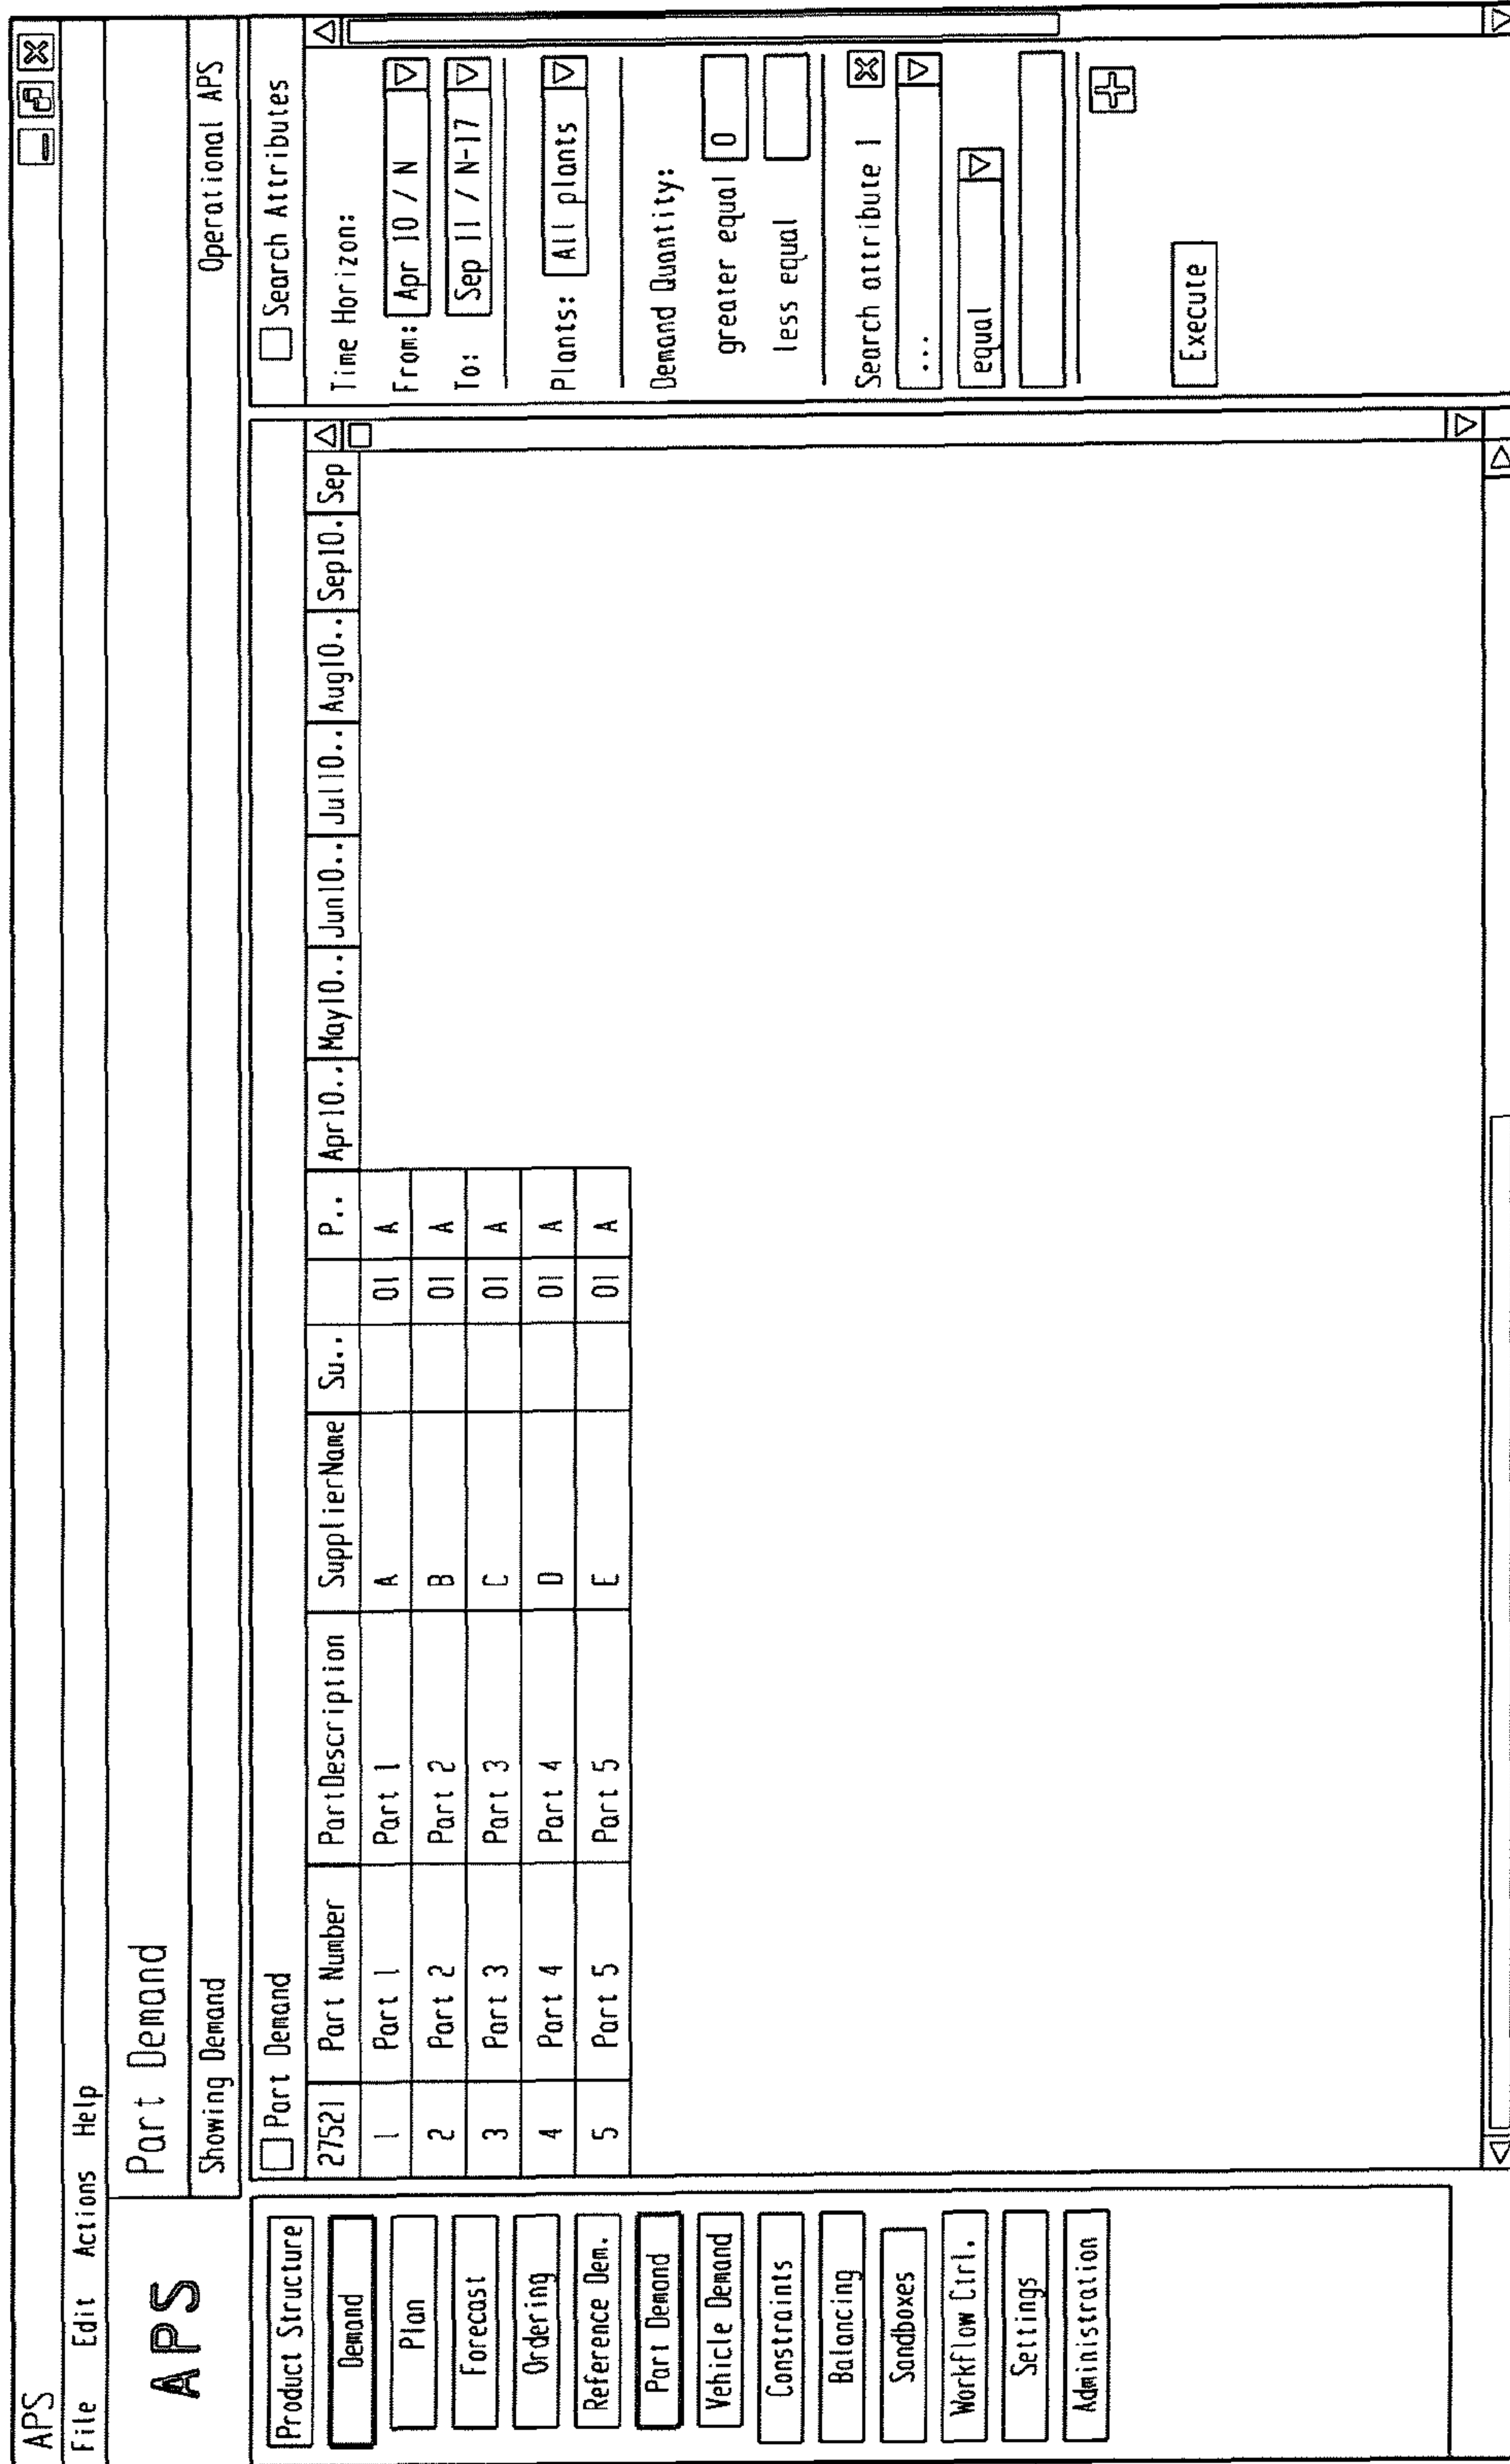 APS
File Edit Actions Help
APS
Part Demand
Showing Demand
Operational APS
Product Structure
Demand
Plan
Forecast
Ordering
Reference Dem.
Part Demand
Vehicle Demand
Constraints
Balancing
Sandboxes
Workflow Ctrl.
Settings
Administration
Part Demand
27521 Part Number PartDescription SupplierName Su.. P.. Apr10.. May10.. Jun10.. Jul10.. Aug10.. Sep10. Sep
1 Part 1 Part 1 A 01 A
2 Part 2 Part 2 B 01 A
3 Part 3 Part 3 C 01 A
4 Part 4 Part 4 D 01 A
5 Part 5 Part 5 E 01 A
Search Attributes
Time Horizon:
From: Apr 10 / N
To: Sep 11 / N-17
Plants: All plants
Demand Quantity:
greater equal 0
less equal
Search attribute 1
...
equal
Execute